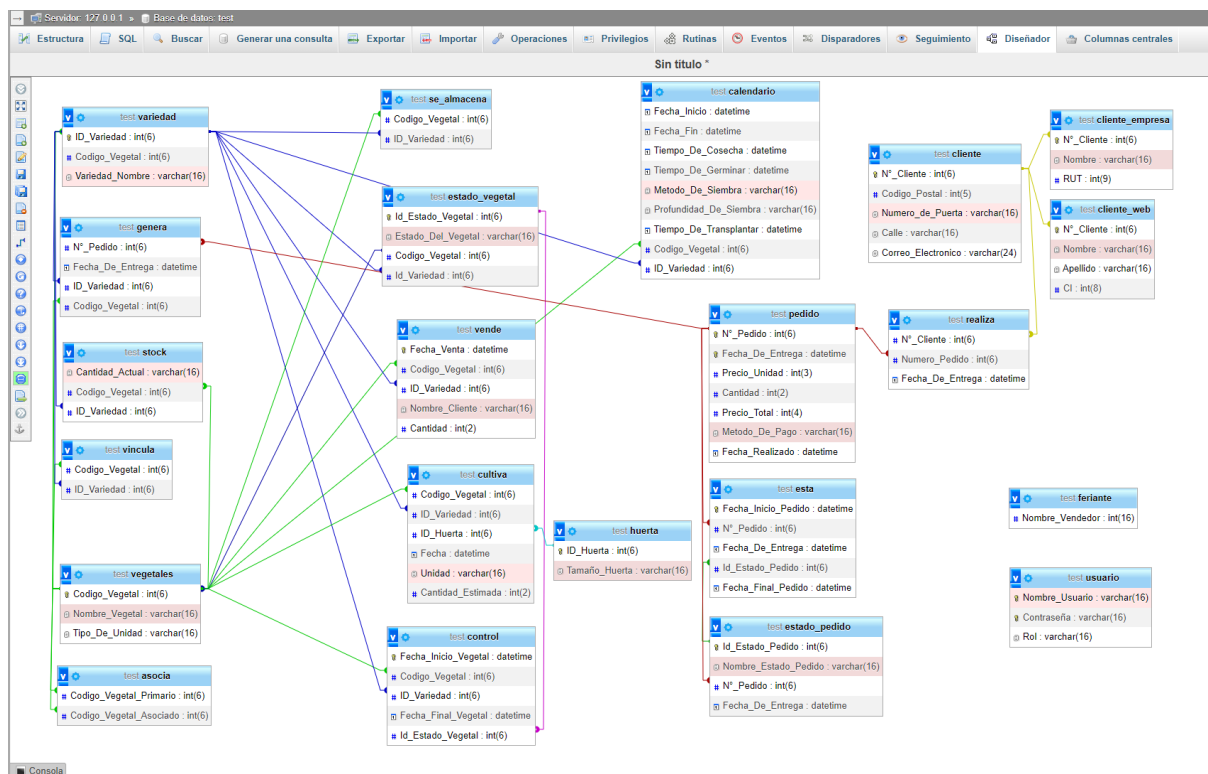 Servidor: 127.0.0.1 » Base de datos: test
Estructura SQL Buscar Generar una consulta Exportar Importar Operaciones Privilegios Rutinas Eventos Disparadores Seguimiento Diseñador Columnas centrales
Sin título *
test variedad
ID_Variedad : int(6)
Codigo_Vegetal : int(6)
Variedad_Nombre : varchar(16)
test genera
N°_Pedido : int(6)
Fecha_De_Entrega : datetime
ID_Variedad : int(6)
Codigo_Vegetal : int(6)
test stock
Cantidad_Actual : varchar(16)
Codigo_Vegetal : int(6)
ID_Variedad : int(6)
test vincula
Codigo_Vegetal : int(6)
ID_Variedad : int(6)
test vegetales
Codigo_Vegetal : int(6)
Nombre_Vegetal : varchar(16)
Tipo_De_Unidad : varchar(16)
test asocia
Codigo_Vegetal_Primario : int(6)
Codigo_Vegetal_Asociado : int(6)
test se_almacena
Codigo_Vegetal : int(6)
ID_Variedad : int(6)
test estado_vegetal
Id_Estado_Vegetal : int(6)
Estado_Del_Vegetal : varchar(16)
Codigo_Vegetal : int(6)
Id_Variedad : int(6)
test vende
Fecha_Venta : datetime
Codigo_Vegetal : int(6)
ID_Variedad : int(6)
Nombre_Cliente : varchar(16)
Cantidad : int(2)
test cultiva
Codigo_Vegetal : int(6)
ID_Variedad : int(6)
ID_Huerta : int(6)
Fecha : datetime
Unidad : varchar(16)
Cantidad_Estimada : int(2)
test control
Fecha_Inicio_Vegetal : datetime
Codigo_Vegetal : int(6)
ID_Variedad : int(6)
Fecha_Final_Vegetal : datetime
Id_Estado_Vegetal : int(6)
test huerta
ID_Huerta : int(6)
Tamaño_Huerta : varchar(16)
test calendario
Fecha_Inicio : datetime
Fecha_Fin : datetime
Tiempo_De_Cosecha : datetime
Tiempo_De_Germinar : datetime
Metodo_De_Siembra : varchar(16)
Profundidad_De_Siembra : varchar(16)
Tiempo_De_Transplantar : datetime
Codigo_Vegetal : int(6)
ID_Variedad : int(6)
test pedido
N°_Pedido : int(6)
Fecha_De_Entrega : datetime
Precio_Unidad : int(3)
Cantidad : int(2)
Precio_Total : int(4)
Metodo_De_Pago : varchar(16)
Fecha_Realizado : datetime
test esta
Fecha_Inicio_Pedido : datetime
N°_Pedido : int(6)
Fecha_De_Entrega : datetime
Id_Estado_Pedido : int(6)
Fecha_Final_Pedido : datetime
test estado_pedido
Id_Estado_Pedido : int(6)
Nombre_Estado_Pedido : varchar(16)
N°_Pedido : int(6)
Fecha_De_Entrega : datetime
test cliente
N°_Cliente : int(6)
Codigo_Postal : int(5)
Numero_de_Puerta : varchar(16)
Calle : varchar(16)
Correo_Electronico : varchar(24)
test realiza
N°_Cliente : int(6)
Numero_Pedido : int(6)
Fecha_De_Entrega : datetime
test cliente_empresa
N°_Cliente : int(6)
Nombre : varchar(16)
RUT : int(9)
test cliente_web
N°_Cliente : int(6)
Nombre : varchar(16)
Apellido : varchar(16)
CI : int(8)
test feriante
Nombre_Vendedor : int(16)
test usuario
Nombre_Usuario : varchar(16)
Contraseña : varchar(16)
Rol : varchar(16)
Consola